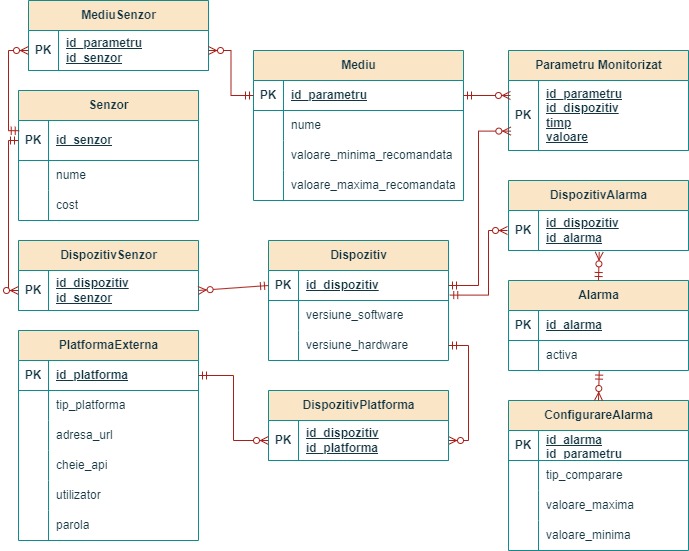 MediuSenzor
PK
id_parametru
id_senzor
Senzor
PK
id_senzor
nume
cost
Mediu
PK
id_parametru
nume
valoare_minima_recomandata
valoare_maxima_recomandata
Parametru Monitorizat
PK
id_parametru
id_dispozitiv
timp
valoare
DispozitivAlarma
PK
id_dispozitiv
id_alarma
DispozitivSenzor
PK
id_dispozitiv
id_senzor
Dispozitiv
PK
id_dispozitiv
versiune_software
versiune_hardware
Alarma
PK
id_alarma
activa
PlatformaExterna
PK
id_platforma
tip_platforma
adresa_url
cheie_api
utilizator
parola
DispozitivPlatforma
PK
id_dispozitiv
id_platforma
ConfigurareAlarma
PK
id_alarma
id_parametru
tip_comparare
valoare_maxima
valoare_minima